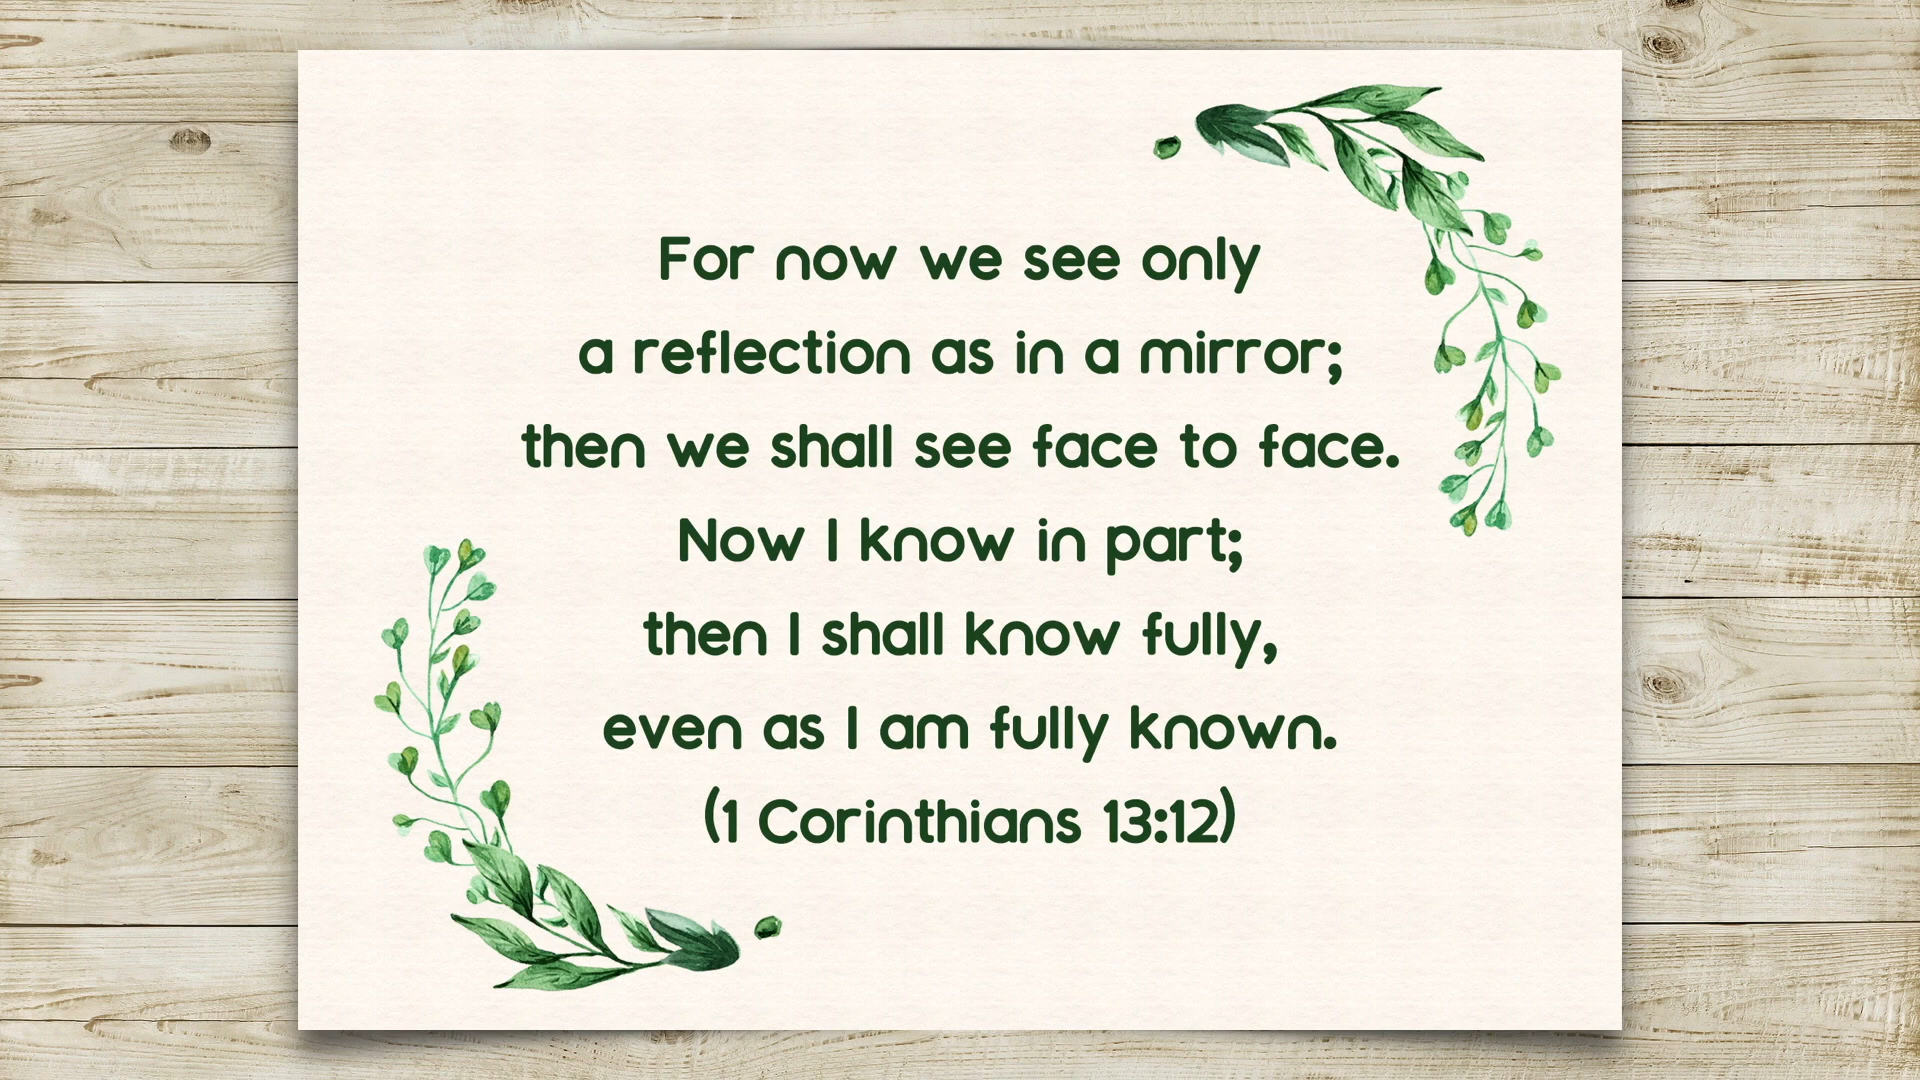 For now we see only
a reflection as in a mirror;
then we shall see face to face.
Now I know in part;
then I shall know fully,
even as I am fully known.
(1 Corinthians 13:12)